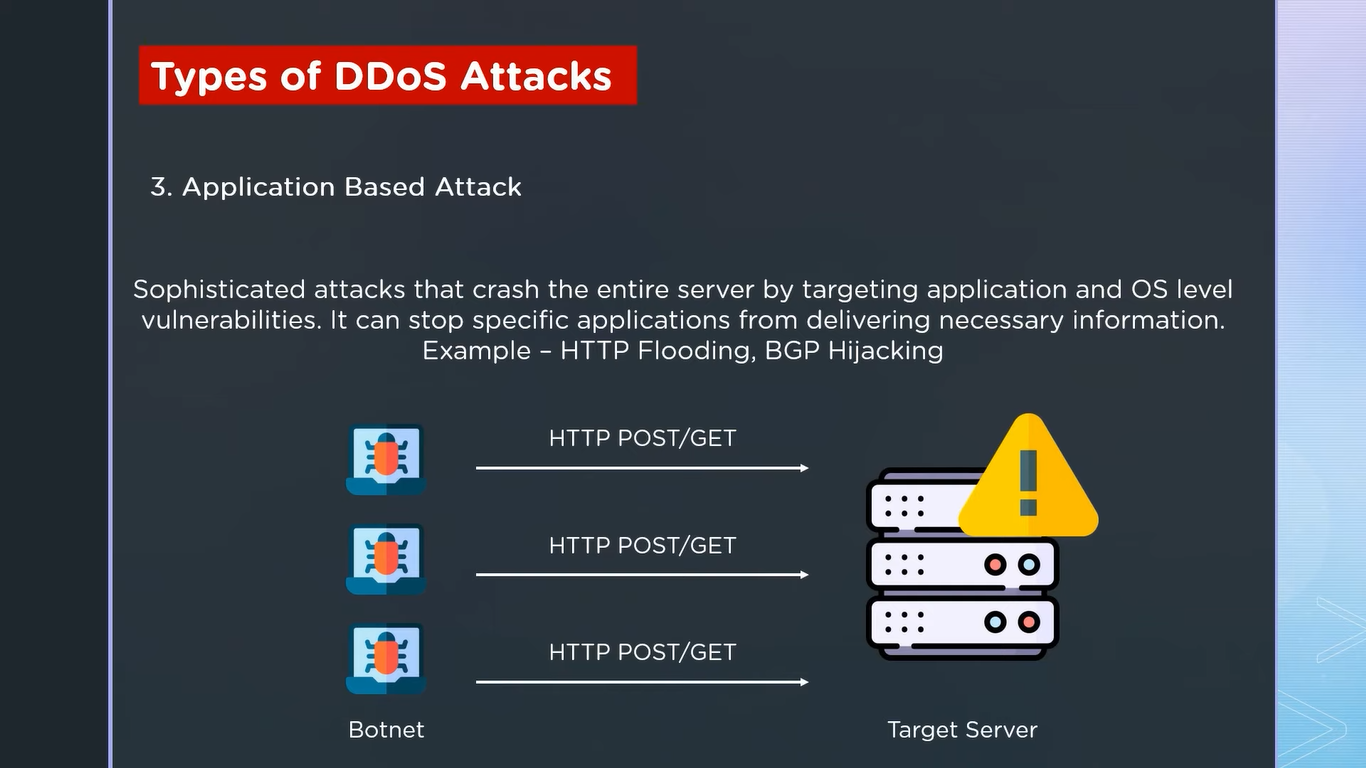 Types of DDoS Attacks
3. Application Based Attack
Sophisticated attacks that crash the entire server by targeting application and OS level
vulnerabilities. It can stop specific applications from delivering necessary information.
Example – HTTP Flooding, BGP Hijacking
HTTP POST/GET
HTTP POST/GET
HTTP POST/GET
Botnet
Target Server